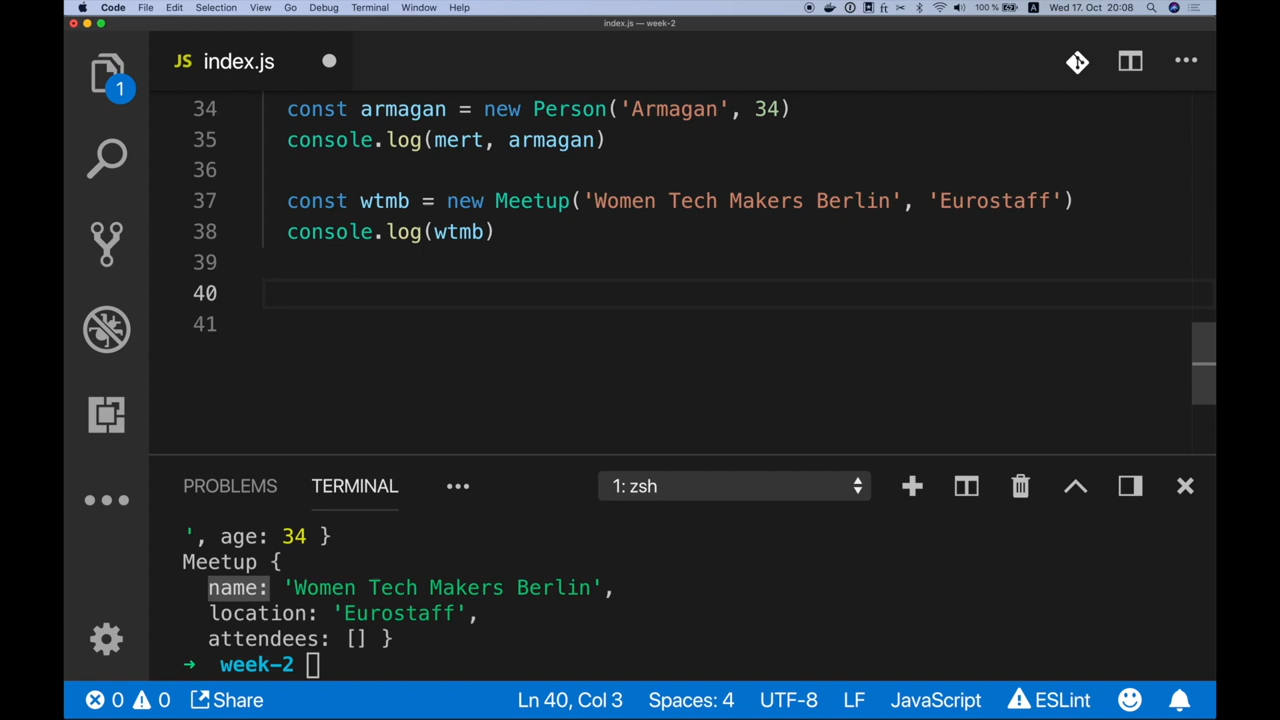 Code File Edit Selection View Go Debug Terminal Window Help 100 % A Wed 17. Oct 20:08
index.js — week-2
JS index.js
1
34 const armagan = new Person('Armagan', 34)
35 console.log(mert, armagan)
36
37 const wtmb = new Meetup('Women Tech Makers Berlin', 'Eurostaff')
38 console.log(wtmb)
39
40
41
PROBLEMS TERMINAL ••• 1: zsh
', age: 34 }
Meetup {
name: 'Women Tech Makers Berlin',
location: 'Eurostaff',
attendees: [] }
➜ week-2
0 0 Share Ln 40, Col 3 Spaces: 4 UTF-8 LF JavaScript ESLint